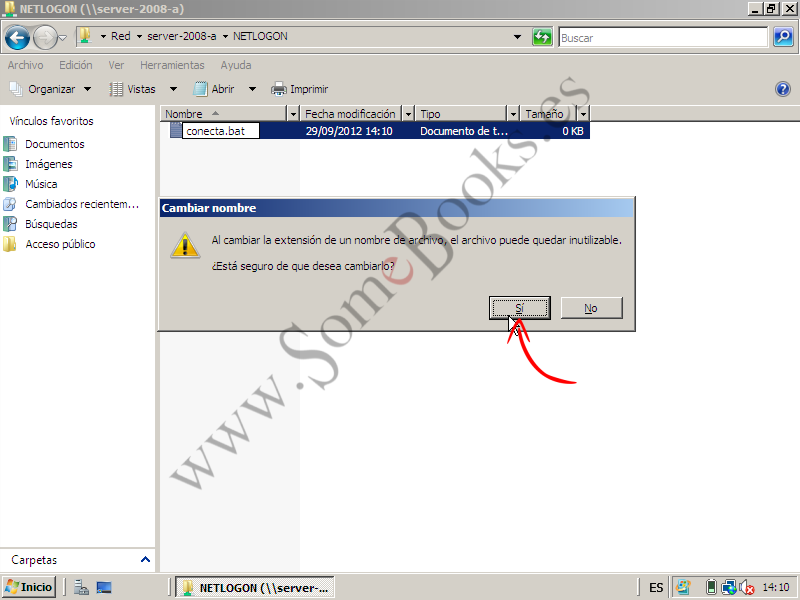 NETLOGON (\\server-2008-a)
Red server-2008-a NETLOGON
Buscar
Archivo Edición Ver Herramientas Ayuda
Organizar Vistas Abrir Imprimir
Vínculos favoritos
Documentos
Imágenes
Música
Cambiados recientem...
Búsquedas
Acceso público
Nombre Fecha modificación Tipo Tamaño
conecta.bat 29/09/2012 14:10 Documento de t... 0 KB
Cambiar nombre
Al cambiar la extensión de un nombre de archivo, el archivo puede quedar inutilizable.
¿Está seguro de que desea cambiarlo?
Sí No
www.SomeBooks.es
Carpetas
Inicio NETLOGON (\\server-... ES 14:10